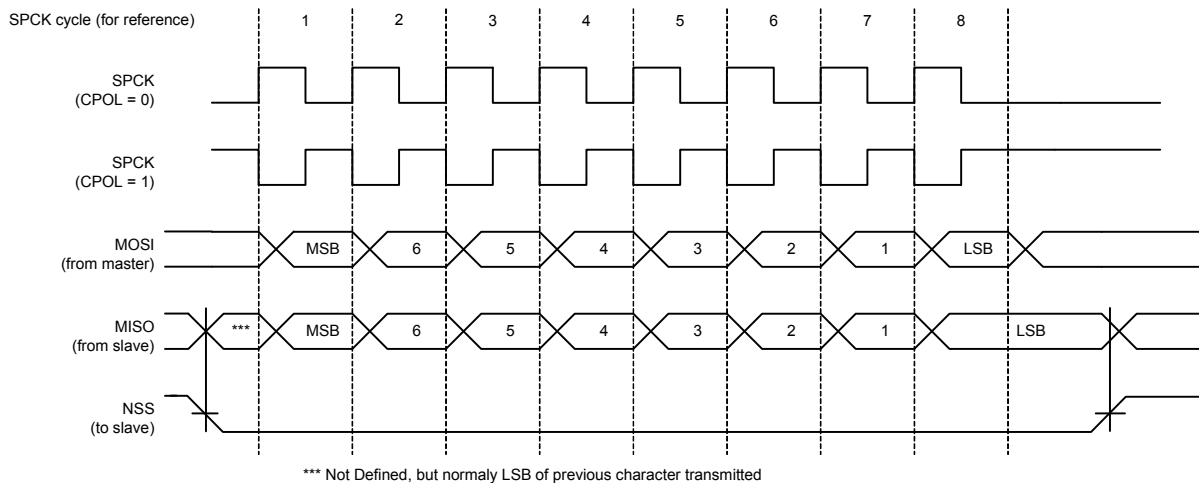 SPCK cycle (for reference) 1 2 3 4 5 6 7 8
SPCK
(CPOL = 0)
SPCK
(CPOL = 1)
MOSI
(from master)
MSB 6 5 4 3 2 1 LSB
MISO
(from slave)
*** MSB 6 5 4 3 2 1 LSB
NSS
(to slave)
*** Not Defined, but normaly LSB of previous character transmitted